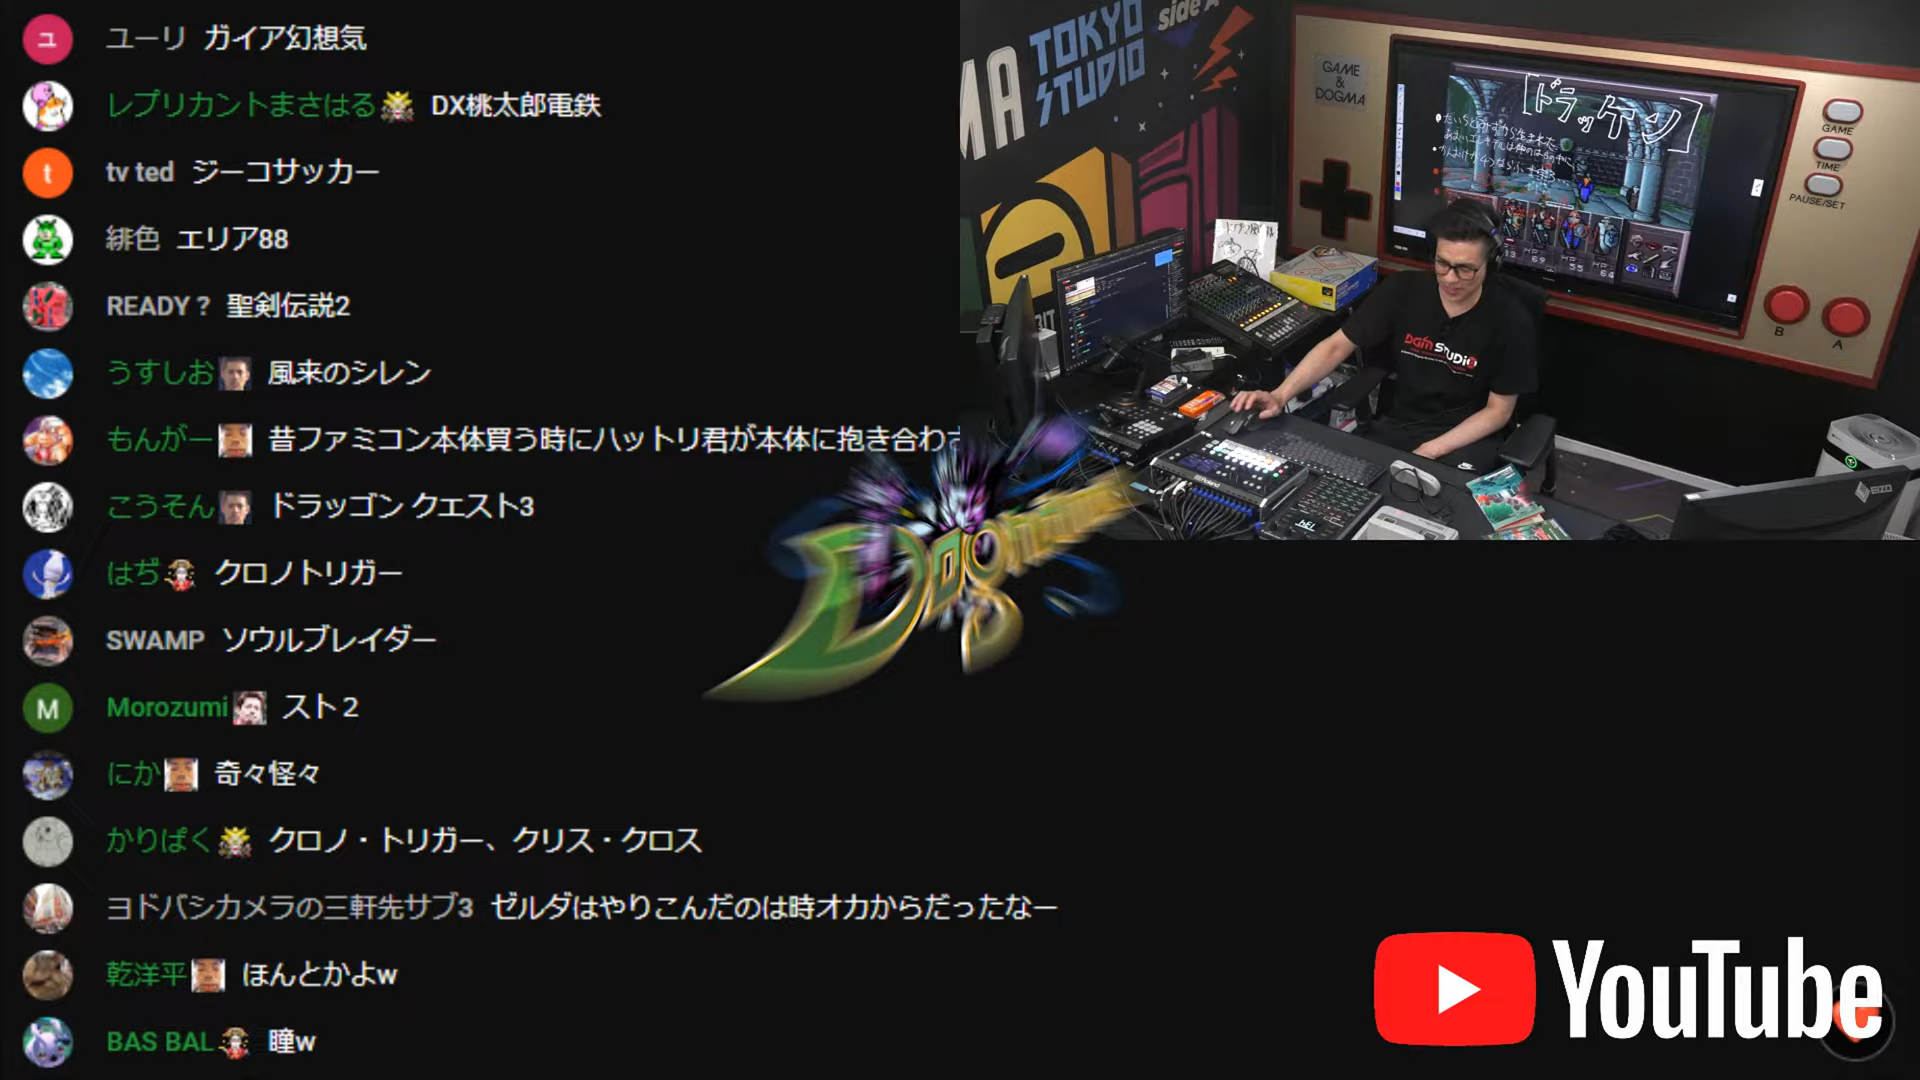 ユ ユーリ ガイア幻想気
レプリカントまさはる DX桃太郎電鉄
t tv ted ジーコサッカー
緋色 エリア88
READY ? 聖剣伝説2
うすしお 風来のシレン
もんがー 昔ファミコン本体買う時にハットリ君が本体に抱き合わさ
こうそん ドラッゴン クエスト3
はぢ クロノトリガー
SWAMP ソウルブレイダー
M Morozumi スト２
にか 奇々怪々
かりぱく クロノ・トリガー、クリス・クロス
ヨドバシカメラの三軒先サブ3 ゼルダはやりこんだのは時オカからだったなー
乾洋平 ほんとかよw
BAS BAL 瞳w
MA TOKYO STUDIO
side A
GAME & DOGMA
[ドラッケン]
GAME
TIME
PAUSE/SET
B
A
DGM STUDiO
Roland
EIZO
Dogma
YouTube